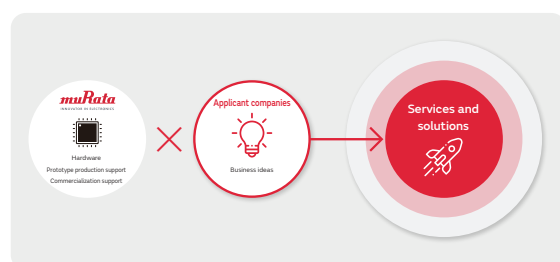 muRata
INNOVATOR IN ELECTRONICS
Hardware
Prototype production support
Commercialization support
Applicant companies
Business ideas
Services and
solutions